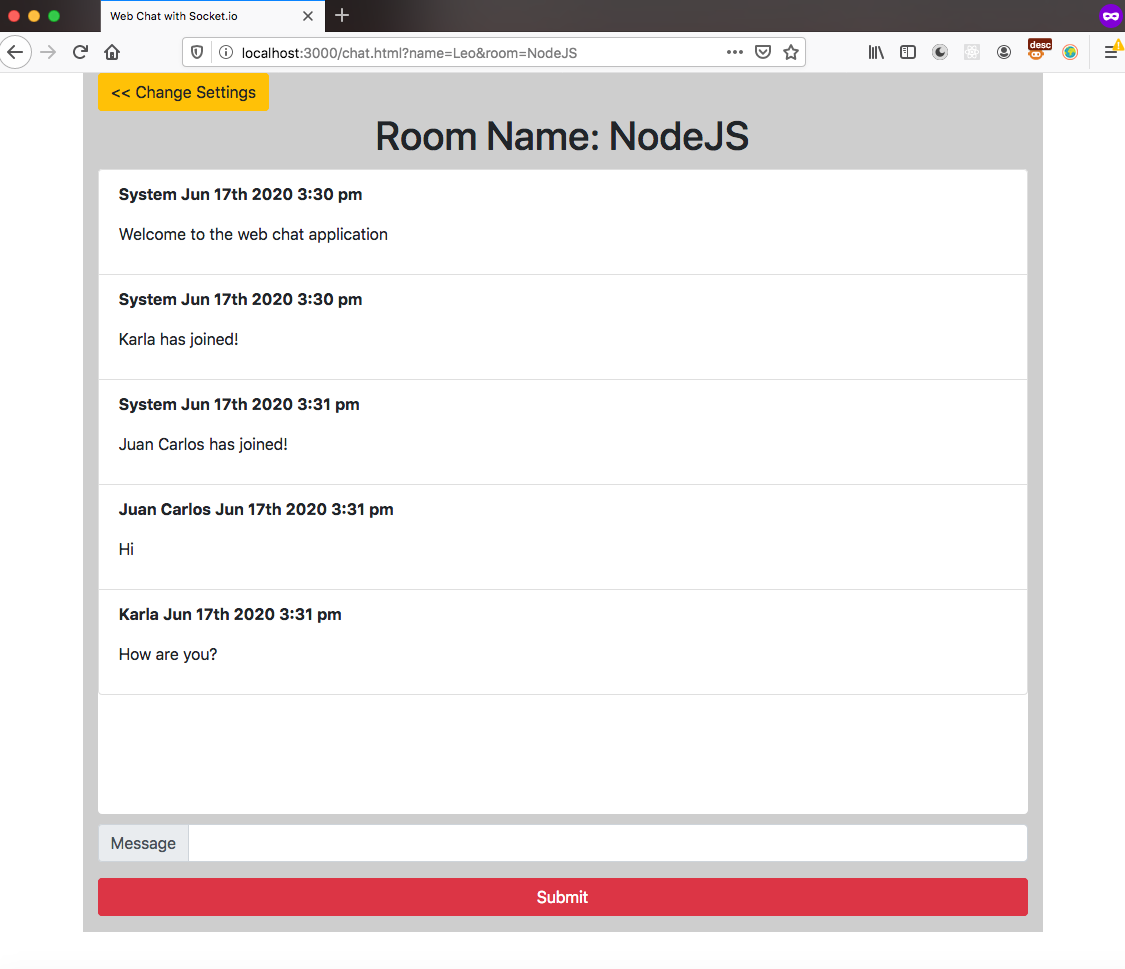 Web Chat with Socket.io
localhost:3000/chat.html?name=Leo&room=NodeJS
desc
<< Change Settings
Room Name: NodeJS
System Jun 17th 2020 3:30 pm
Welcome to the web chat application
System Jun 17th 2020 3:30 pm
Karla has joined!
System Jun 17th 2020 3:31 pm
Juan Carlos has joined!
Juan Carlos Jun 17th 2020 3:31 pm
Hi
Karla Jun 17th 2020 3:31 pm
How are you?
Message
Submit